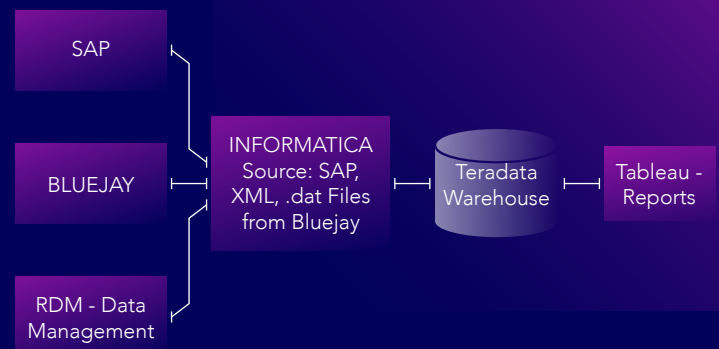 SAP
BLUEJAY
RDM - Data
Management
INFORMATICA
Source: SAP,
XML, .dat Files
from Bluejay
Teradata
Warehouse
Tableau -
Reports